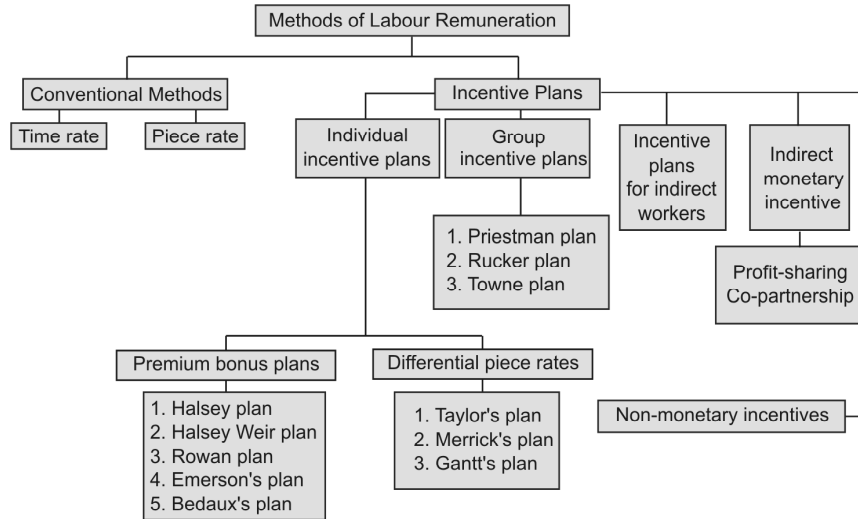 Methods of Labour Remuneration
Conventional Methods
Incentive Plans
Time rate
Piece rate
Individual
incentive plans
Group
incentive plans
Incentive
plans
for indirect
workers
Indirect
monetary
incentive
1. Priestman plan
2. Rucker plan
3. Towne plan
Profit-sharing
Co-partnership
Premium bonus plans
Differential piece rates
1. Halsey plan
2. Halsey Weir plan
3. Rowan plan
4. Emerson's plan
5. Bedaux's plan
1. Taylor's plan
2. Merrick's plan
3. Gantt's plan
Non-monetary incentives